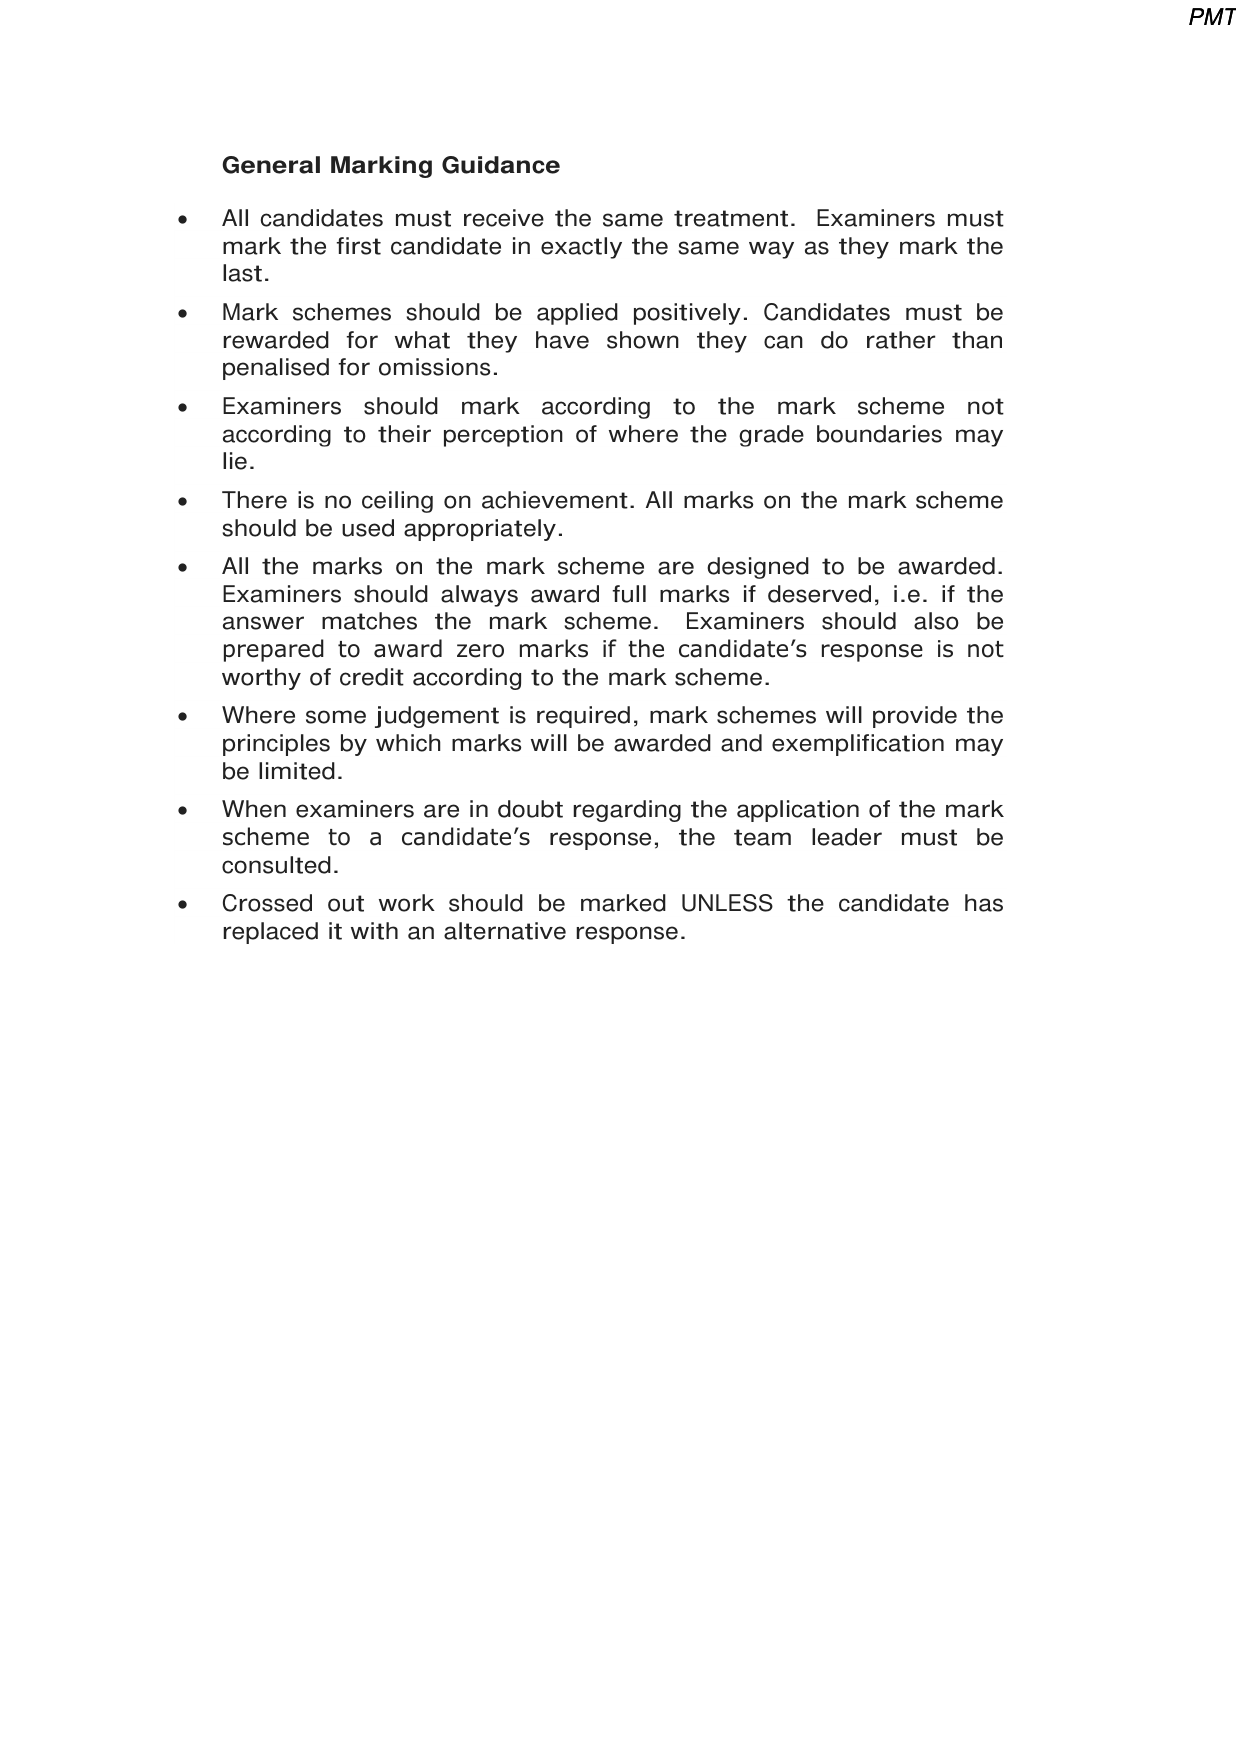 PMT
General Marking Guidance
• All candidates must receive the same treatment. Examiners must
mark the first candidate in exactly the same way as they mark the
last.
• Mark schemes should be applied positively. Candidates must be
rewarded for what they have shown they can do rather than
penalised for omissions.
• Examiners should mark according to the mark scheme not
according to their perception of where the grade boundaries may
lie.
• There is no ceiling on achievement. All marks on the mark scheme
should be used appropriately.
• All the marks on the mark scheme are designed to be awarded.
Examiners should always award full marks if deserved, i.e. if the
answer matches the mark scheme. Examiners should also be
prepared to award zero marks if the candidate’s response is not
worthy of credit according to the mark scheme.
• Where some judgement is required, mark schemes will provide the
principles by which marks will be awarded and exemplification may
be limited.
• When examiners are in doubt regarding the application of the mark
scheme to a candidate’s response, the team leader must be
consulted.
• Crossed out work should be marked UNLESS the candidate has
replaced it with an alternative response.